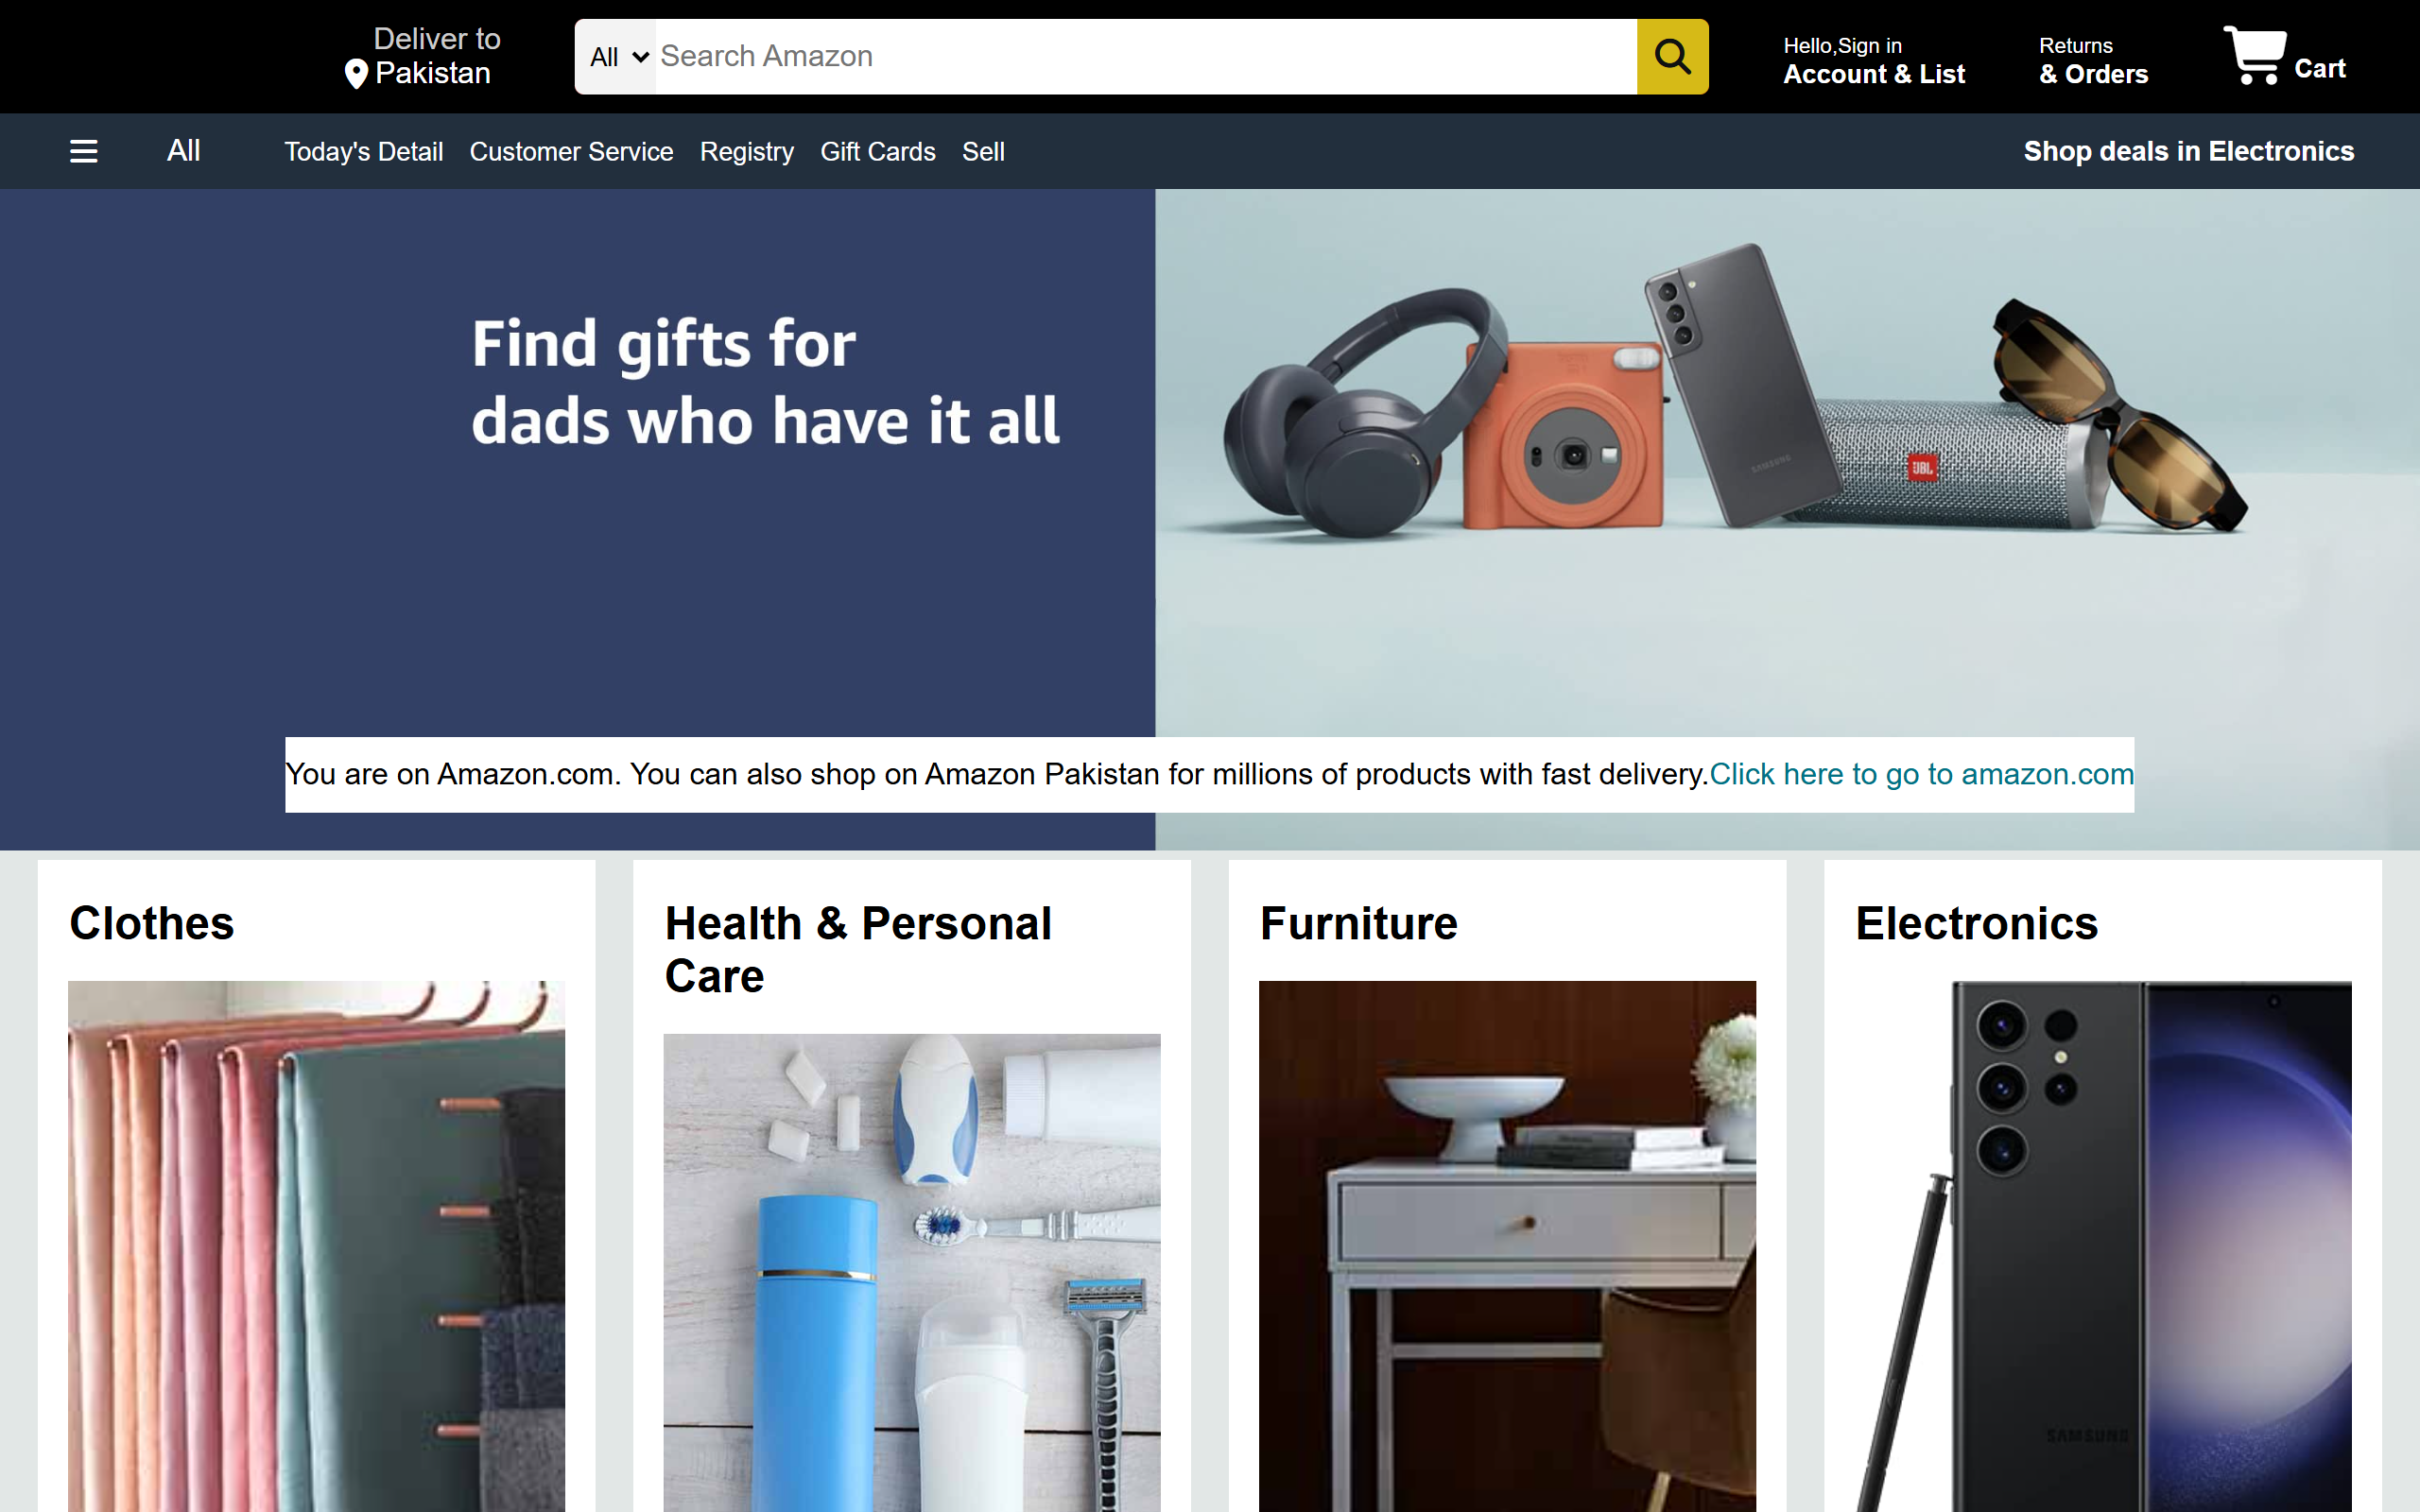 Deliver to
Pakistan
All
Search Amazon
Hello,Sign in
Account & List
Returns
& Orders
Cart
All
Today's Detail
Customer Service
Registry
Gift Cards
Sell
Shop deals in Electronics
Find gifts for
dads who have it all
SAMSUNG
JBL
You are on Amazon.com. You can also shop on Amazon Pakistan for millions of products with fast delivery.Click here to go to amazon.com
Clothes
Health & Personal
Care
Furniture
Electronics
SAMSUNG